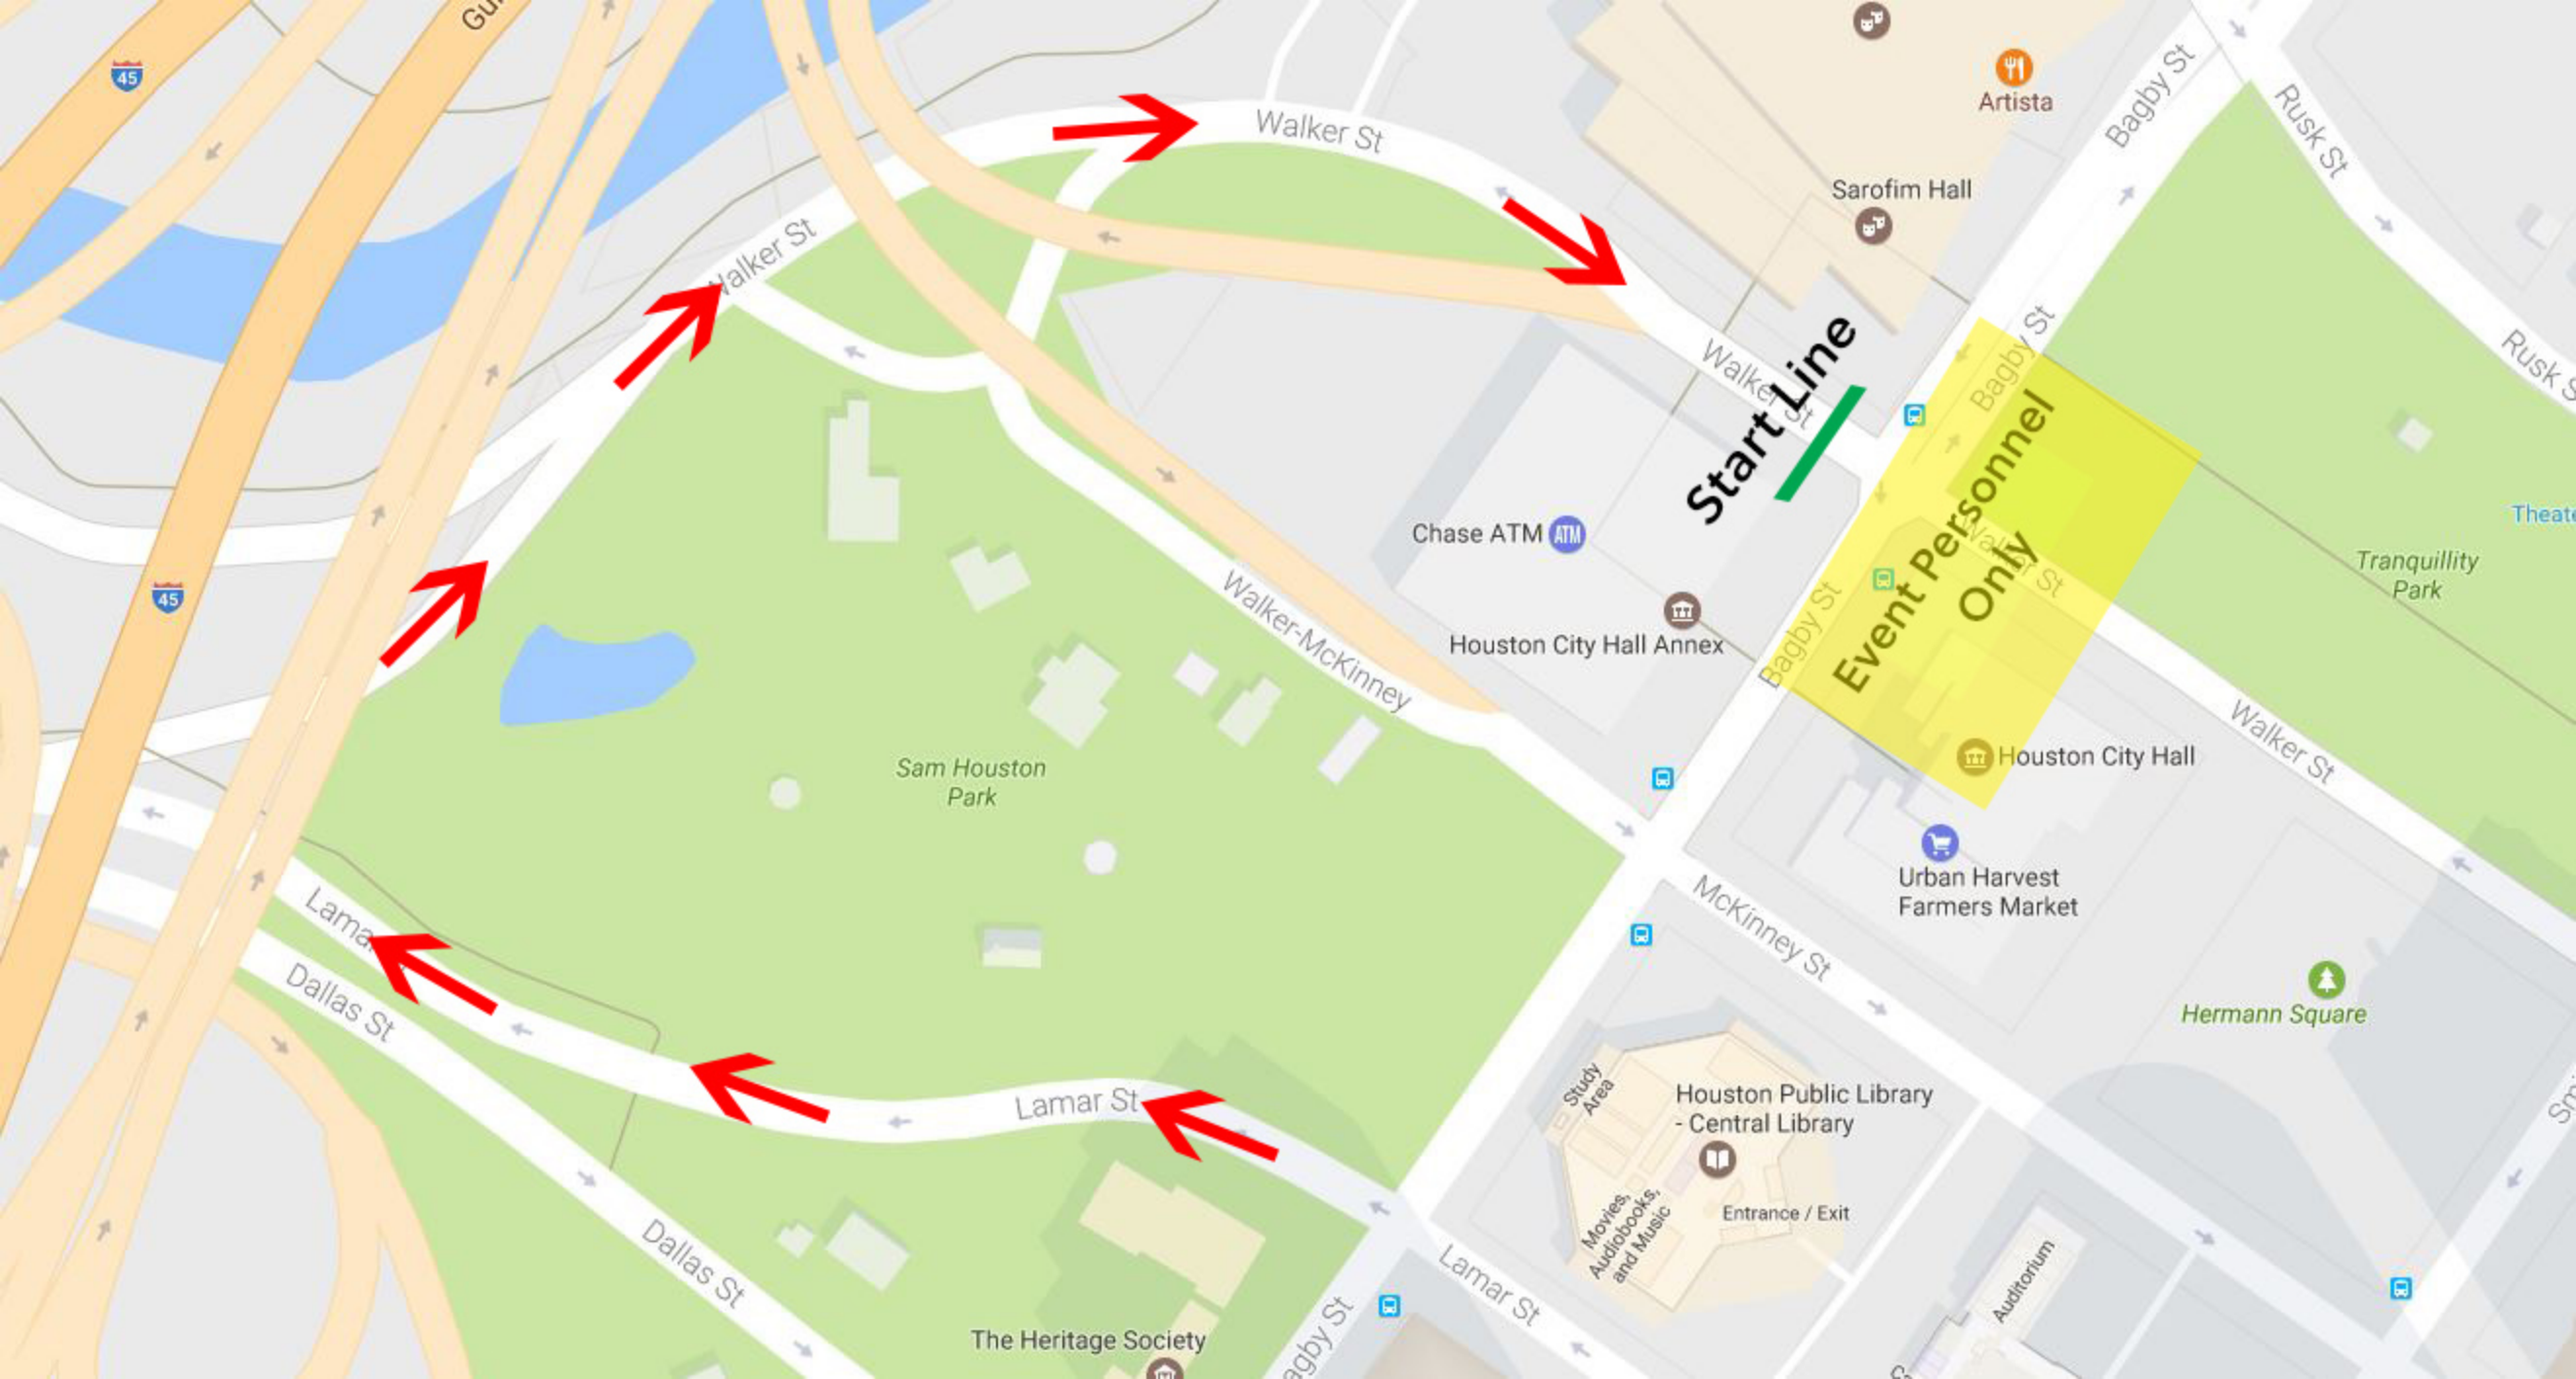 45
Bagby St
Artista
Rusk St
Walker St
Sarofim Hall
Walker St
Bagby St
Rusk S
Start Line
Walker St
Event Personnel
Only
Chase ATM
ATM
Walker St
Tranquillity
Park
45
Walker-McKinney
Houston City Hall Annex
Bagby St
Sam Houston
Park
Walker St
Houston City Hall
Urban Harvest
Farmers Market
McKinney St
Dallas St
Hermann Square
Lamar St
Study
Area
Houston Public Library
- Central Library
Movies,
Audiobooks,
and Music
Entrance / Exit
Dallas St
Lamar St
Auditorium
The Heritage Society